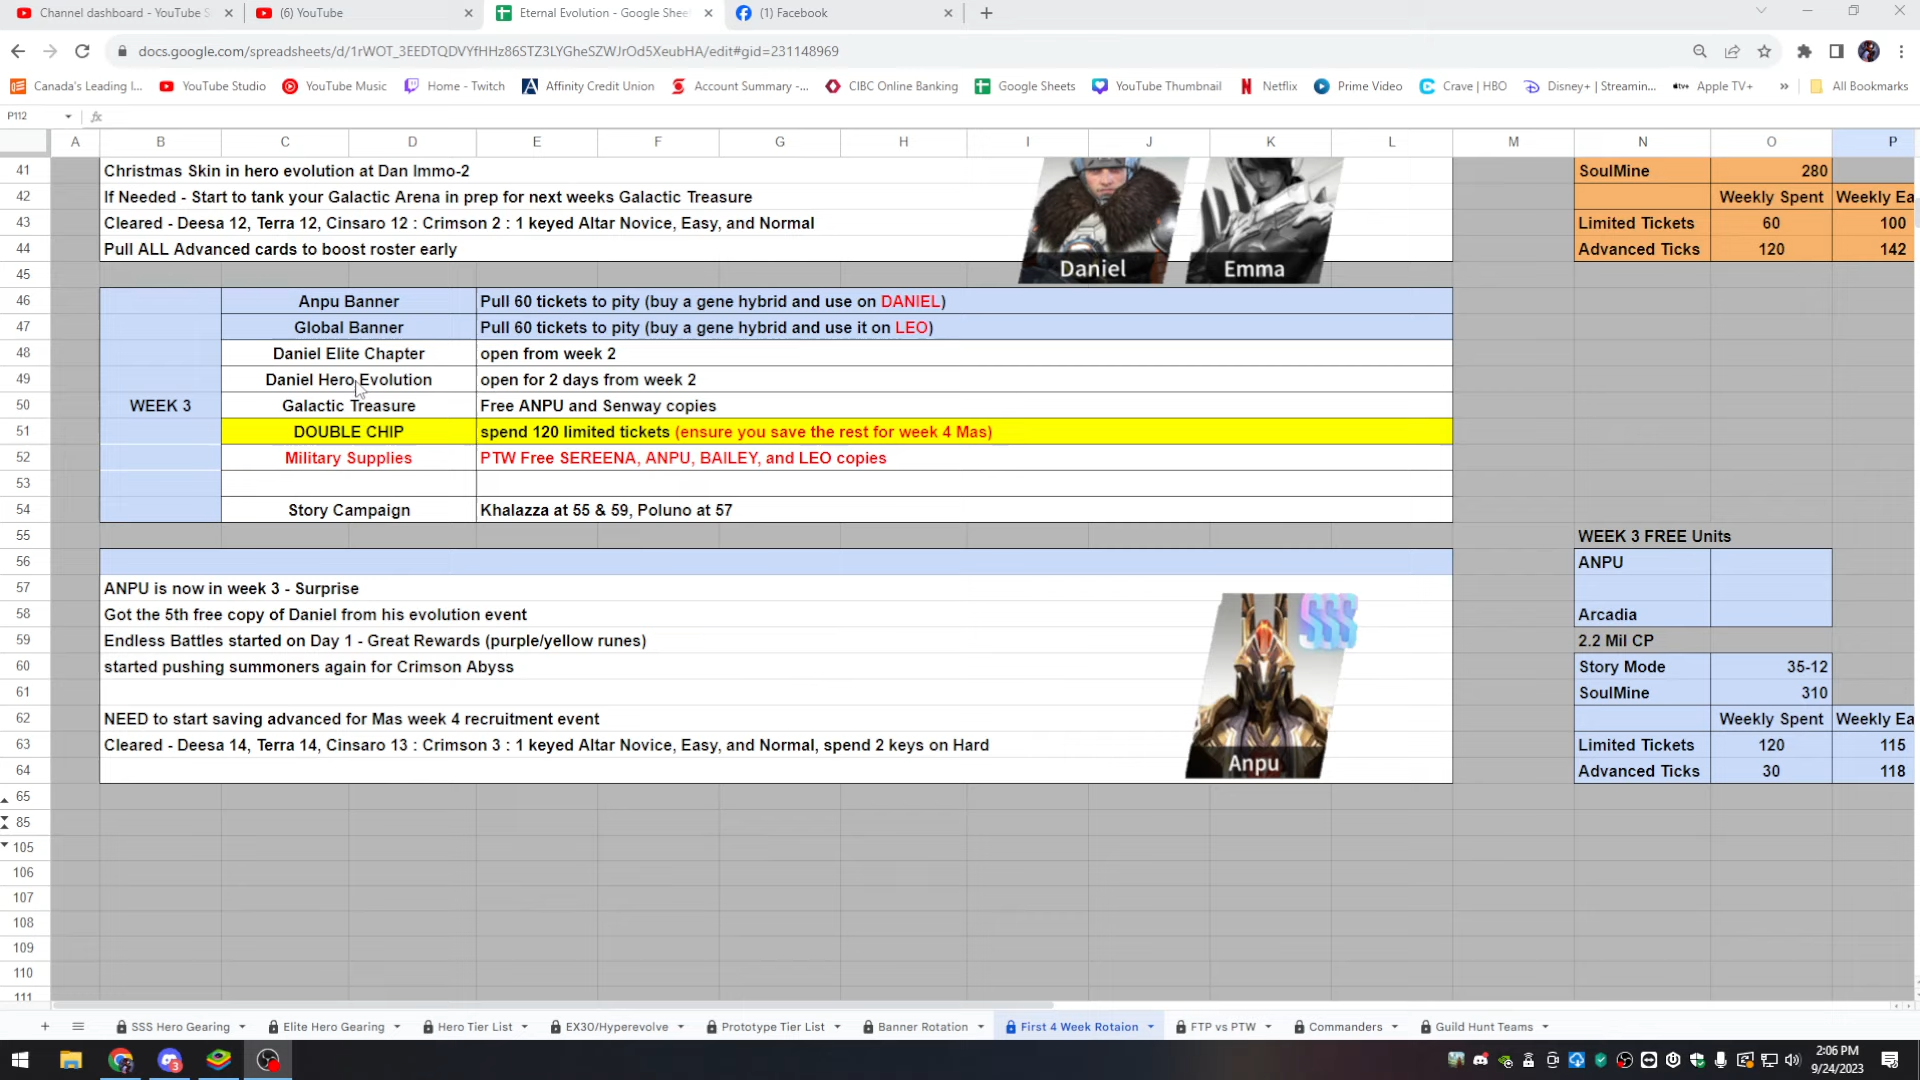 Channel dashboard - YouTube S
(6) YouTube
Eternal Evolution - Google Shee
(1) Facebook
docs.google.com/spreadsheets/d/1rWOT_3EEDTQDVYfHHz86STZ3LYGheSZWJrOd5XeubHA/edit#gid=231148969
Canada's Leading I...
YouTube Studio
YouTube Music
Home - Twitch
Affinity Credit Union
Account Summary -...
CIBC Online Banking
Google Sheets
YouTube Thumbnail
Netflix
Prime Video
Crave | HBO
Disney+ | Streamin...
Apple TV+
All Bookmarks
P112
fx
A B C D E F G H I J K L M N O P
41 Christmas Skin in hero evolution at Dan Immo-2 SoulMine 280
42 If Needed - Start to tank your Galactic Arena in prep for next weeks Galactic Treasure Weekly Spent Weekly Ea
43 Cleared - Deesa 12, Terra 12, Cinsaro 12 : Crimson 2 : 1 keyed Altar Novice, Easy, and Normal Limited Tickets 60 100
44 Pull ALL Advanced cards to boost roster early Advanced Ticks 120 142
Daniel
Emma
45
46 Anpu Banner Pull 60 tickets to pity (buy a gene hybrid and use on DANIEL)
47 Global Banner Pull 60 tickets to pity (buy a gene hybrid and use it on LEO)
48 Daniel Elite Chapter open from week 2
49 Daniel Hero Evolution open for 2 days from week 2
50 WEEK 3 Galactic Treasure Free ANPU and Senway copies
51 DOUBLE CHIP spend 120 limited tickets (ensure you save the rest for week 4 Mas)
52 Military Supplies PTW Free SEREENA, ANPU, BAILEY, and LEO copies
53
54 Story Campaign Khalazza at 55 & 59, Poluno at 57
55 WEEK 3 FREE Units
56 ANPU
57 ANPU is now in week 3 - Surprise
58 Got the 5th free copy of Daniel from his evolution event Arcadia
59 Endless Battles started on Day 1 - Great Rewards (purple/yellow runes) 2.2 Mil CP
60 started pushing summoners again for Crimson Abyss Story Mode 35-12
61 SoulMine 310
62 NEED to start saving advanced for Mas week 4 recruitment event Weekly Spent Weekly Ea
63 Cleared - Deesa 14, Terra 14, Cinsaro 13 : Crimson 3 : 1 keyed Altar Novice, Easy, and Normal, spend 2 keys on Hard Limited Tickets 120 115
64 Advanced Ticks 30 118
SSS
Anpu
65
85
105
106
107
108
109
110
111
SSS Hero Gearing
Elite Hero Gearing
Hero Tier List
EX30/Hyperevolve
Prototype Tier List
Banner Rotation
First 4 Week Rotaion
FTP vs PTW
Commanders
Guild Hunt Teams
2:06 PM
9/24/2023